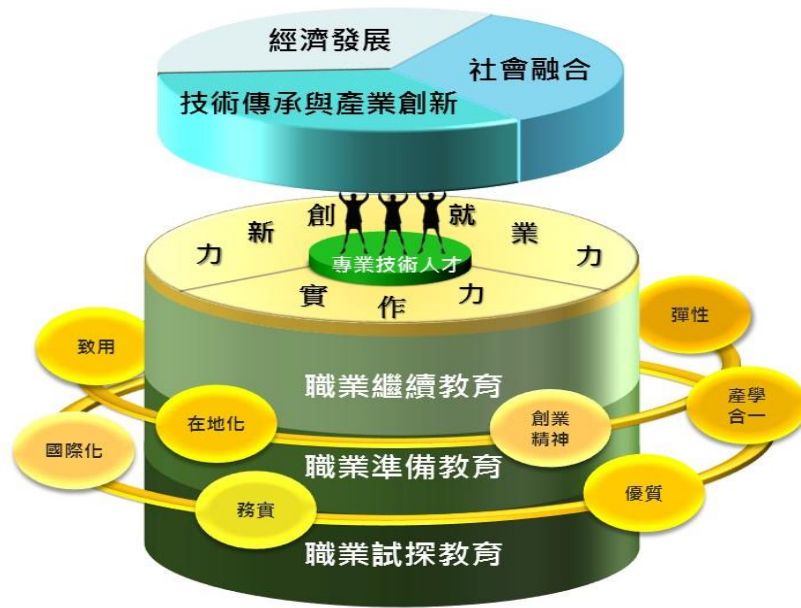 經濟發展
社會融合
技術傳承與產業創新
力新創
就業力
專業技術人才
實作力
彈性
致用
職業繼續教育
產學
合一
在地化
創業
精神
國際化
職業準備教育
優質
務實
職業試探教育